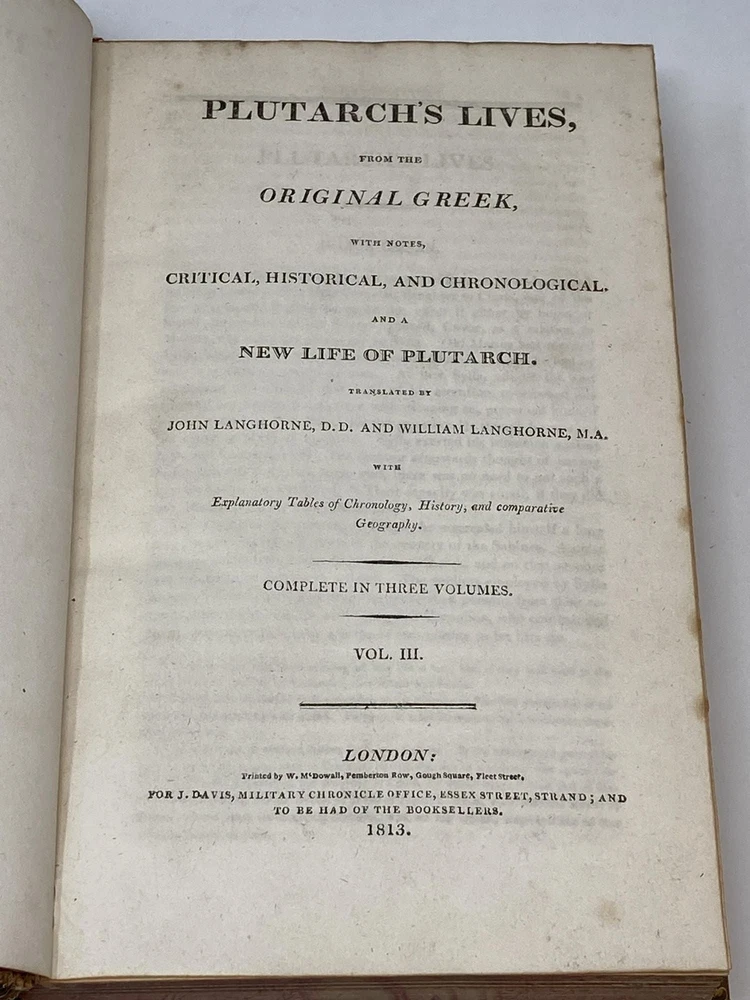 PLUTARCH'S LIVES,
FROM THE
ORIGINAL GREEK,
WITH NOTES,
CRITICAL, HISTORICAL, AND CHRONOLOGICAL.
AND A
NEW LIFE OF PLUTARCH.
TRANSLATED BY
JOHN LANGHORNE, D.D. AND WILLIAM LANGHORNE, M.A.
WITH
Explanatory Tables of Chronology, History, and comparative
Geography.
COMPLETE IN THREE VOLUMES.
VOL. III.
LONDON:
Printed by W. McDowall, Pemberton Row, Gough Square, Fleet Street,
FOR J. DAVIS, MILITARY CHRONICLE OFFICE, ESSEX STREET, STRAND; AND
TO BE HAD OF THE BOOKSELLERS.
1813.